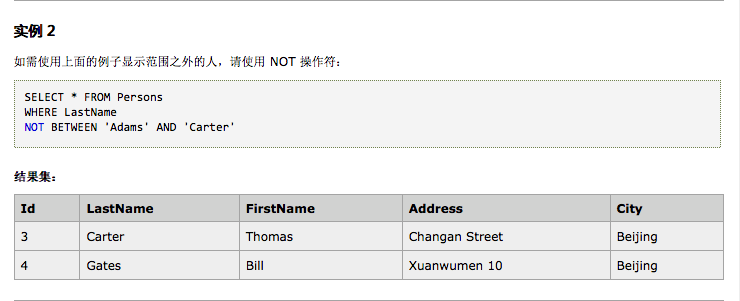 实例 2
如需使用上面的例子显示范围之外的人，请使用 NOT 操作符：
SELECT * FROM Persons
WHERE LastName
NOT BETWEEN 'Adams' AND 'Carter'
结果集：
Id LastName FirstName Address City
3 Carter Thomas Changan Street Beijing
4 Gates Bill Xuanwumen 10 Beijing